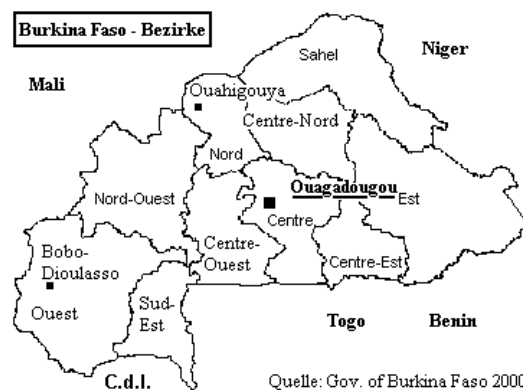 Burkina Faso - Bezirke
Niger
Sahel
Mali
Ouahigouya
Centre-Nord
Nord
Ouagadougou
Nord-Ouest
Est
Centre
Bobo-
Dioulasso
Centre-
Ouest
Centre-Est
Sud-
Est
Ouest
Togo
Benin
C.d.I.
Quelle: Gov. of Burkina Faso 2000